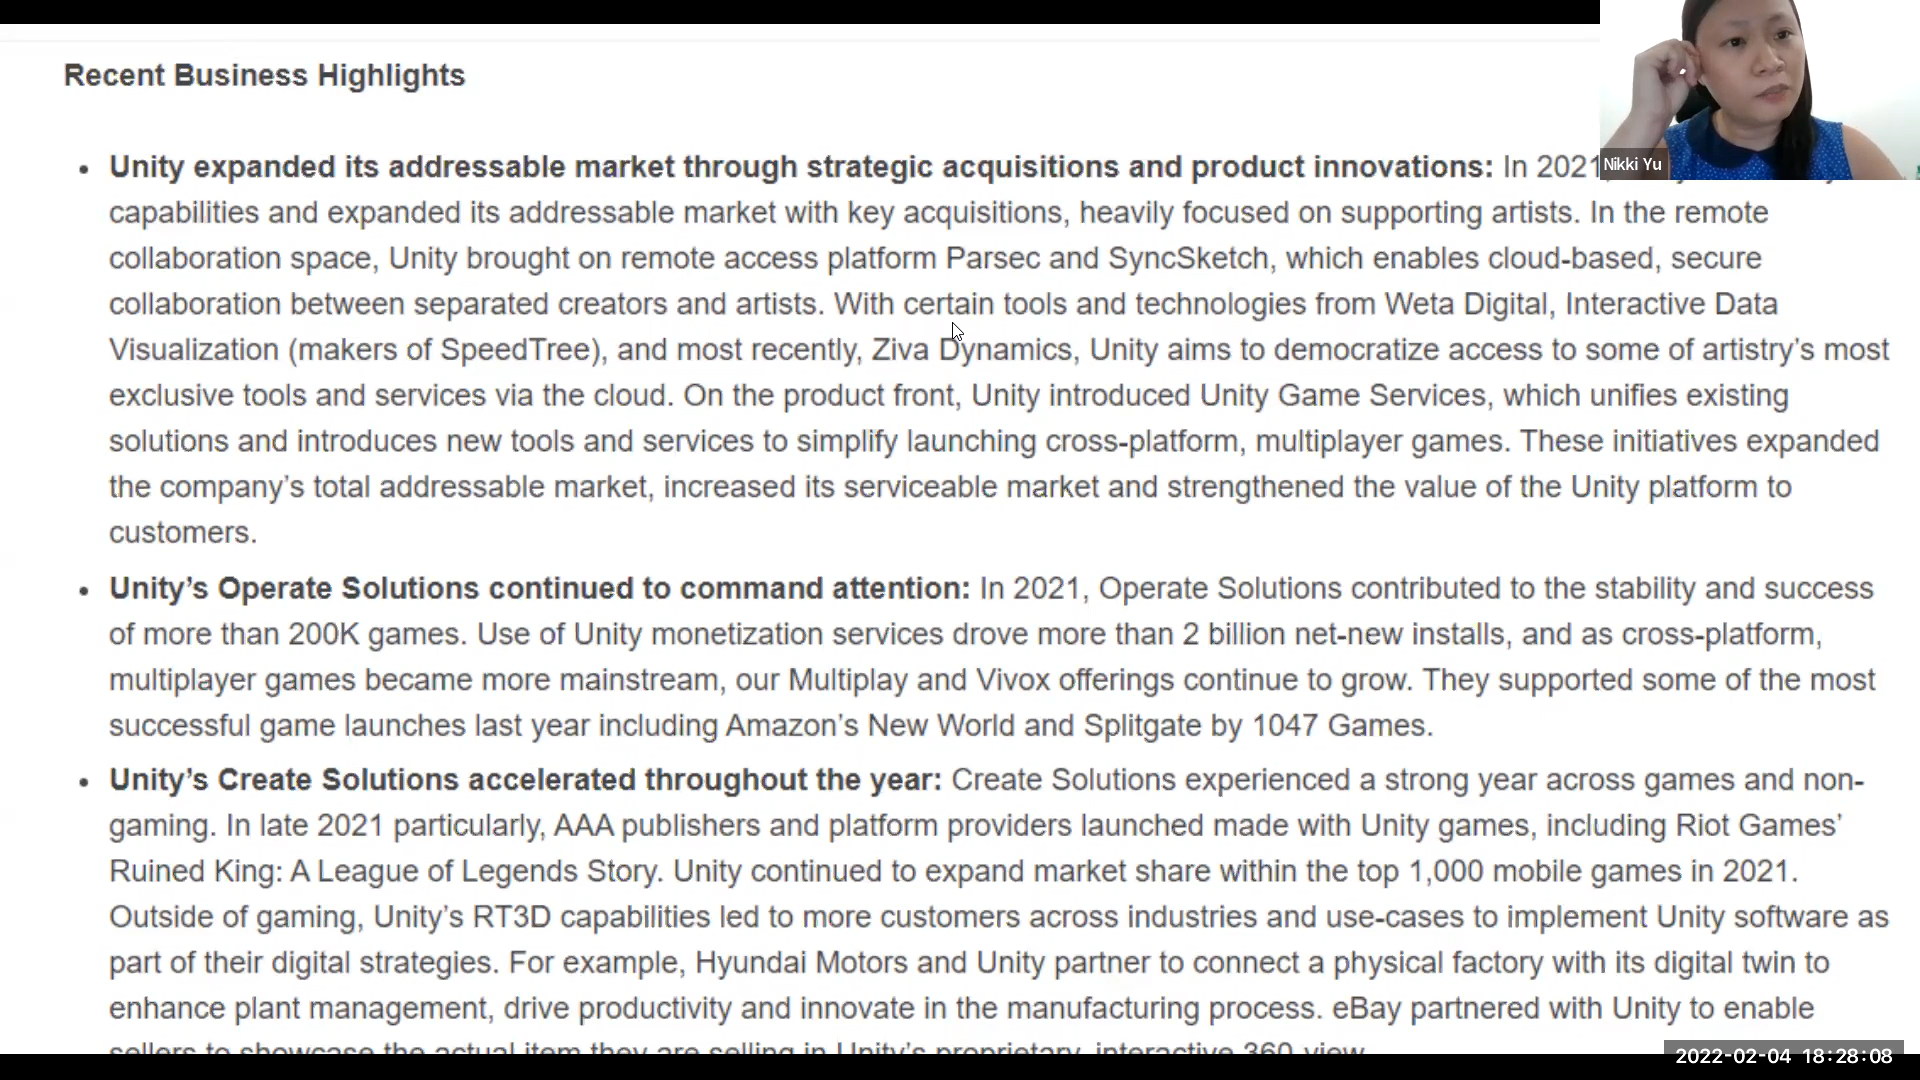 Recent Business Highlights
Nikki Yu
• Unity expanded its addressable market through strategic acquisitions and product innovations: In 2021
capabilities and expanded its addressable market with key acquisitions, heavily focused on supporting artists. In the remote
collaboration space, Unity brought on remote access platform Parsec and SyncSketch, which enables cloud-based, secure
collaboration between separated creators and artists. With certain tools and technologies from Weta Digital, Interactive Data
Visualization (makers of SpeedTree), and most recently, Ziva Dynamics, Unity aims to democratize access to some of artistry’s most
exclusive tools and services via the cloud. On the product front, Unity introduced Unity Game Services, which unifies existing
solutions and introduces new tools and services to simplify launching cross-platform, multiplayer games. These initiatives expanded
the company’s total addressable market, increased its serviceable market and strengthened the value of the Unity platform to
customers.
• Unity’s Operate Solutions continued to command attention: In 2021, Operate Solutions contributed to the stability and success
of more than 200K games. Use of Unity monetization services drove more than 2 billion net-new installs, and as cross-platform,
multiplayer games became more mainstream, our Multiplay and Vivox offerings continue to grow. They supported some of the most
successful game launches last year including Amazon’s New World and Splitgate by 1047 Games.
• Unity’s Create Solutions accelerated throughout the year: Create Solutions experienced a strong year across games and non-
gaming. In late 2021 particularly, AAA publishers and platform providers launched made with Unity games, including Riot Games’
Ruined King: A League of Legends Story. Unity continued to expand market share within the top 1,000 mobile games in 2021.
Outside of gaming, Unity’s RT3D capabilities led to more customers across industries and use-cases to implement Unity software as
part of their digital strategies. For example, Hyundai Motors and Unity partner to connect a physical factory with its digital twin to
enhance plant management, drive productivity and innovate in the manufacturing process. eBay partnered with Unity to enable
sellers to showcase the actual item they are selling in Unity’s proprietary, interactive 360-view
2022-02-04 18:28:08